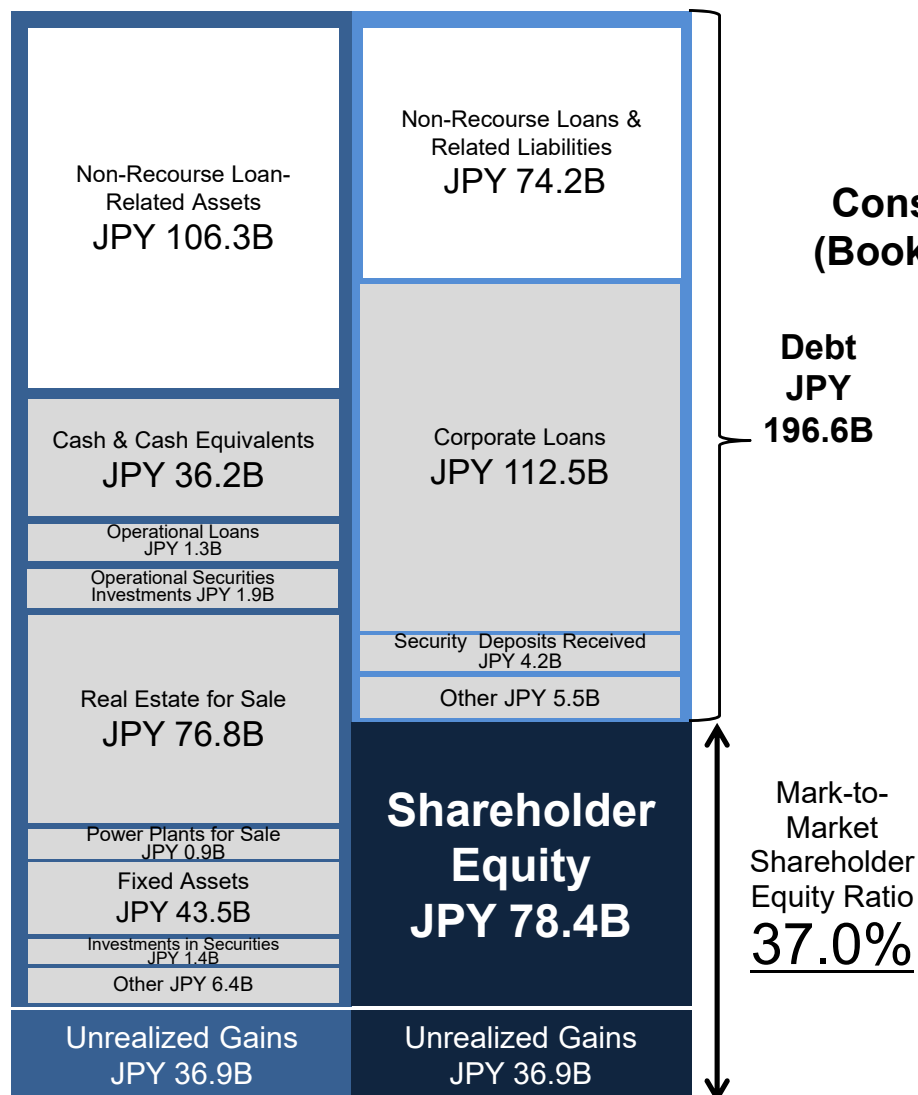 Non-Recourse Loan-
Related Assets
JPY 106.3B
Cash & Cash Equivalents
JPY 36.2B
Operational Loans
JPY 1.3B
Operational Securities
Investments JPY 1.9B
Real Estate for Sale
JPY 76.8B
Power Plants for Sale
JPY 0.9B
Fixed Assets
JPY 43.5B
Investments in Securities
JPY 1.4B
Other JPY 6.4B
Unrealized Gains
JPY 36.9B
Non-Recourse Loans &
Related Liabilities
JPY 74.2B
Corporate Loans
JPY 112.5B
Security Deposits Received
JPY 4.2B
Other JPY 5.5B
Shareholder
Equity
JPY 78.4B
Unrealized Gains
JPY 36.9B
Cons
(Book
Debt
JPY
196.6B
Mark-to-
Market
Shareholder
Equity Ratio
37.0%